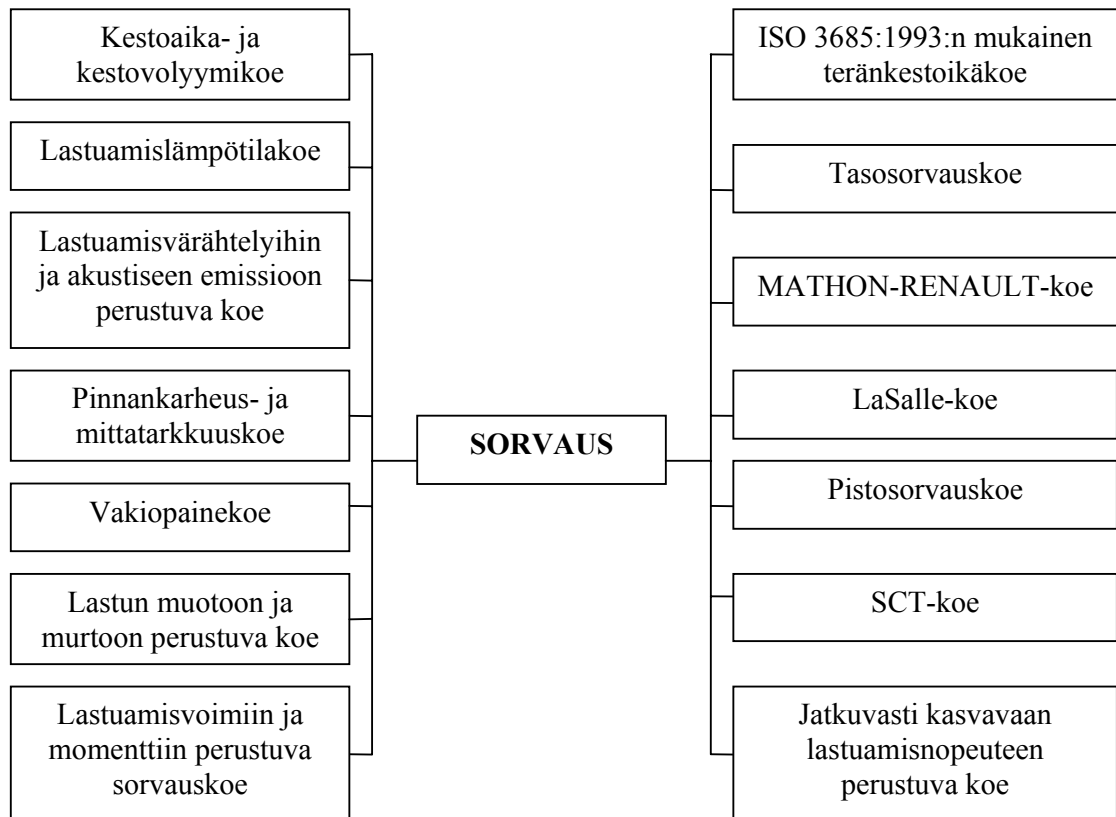 Kestoaika- ja
kestovolyymikoe
Lastuamislämpötilakoe
Lastuamisvärähtelyihin
ja akustiseen emissioon
perustuva koe
Pinnankarheus- ja
mittatarkkuuskoe
Vakiopainekoe
Lastun muotoon ja
murtoon perustuva koe
Lastuamisvoimiin ja
momenttiin perustuva
sorvauskoe
SORVAUS
ISO 3685:1993:n mukainen
teränkestoikäkoe
Tasosorvauskoe
MATHON-RENAULT-koe
LaSalle-koe
Pistosorvauskoe
SCT-koe
Jatkuvasti kasvavaan
lastuamisnopeuteen
perustuva koe